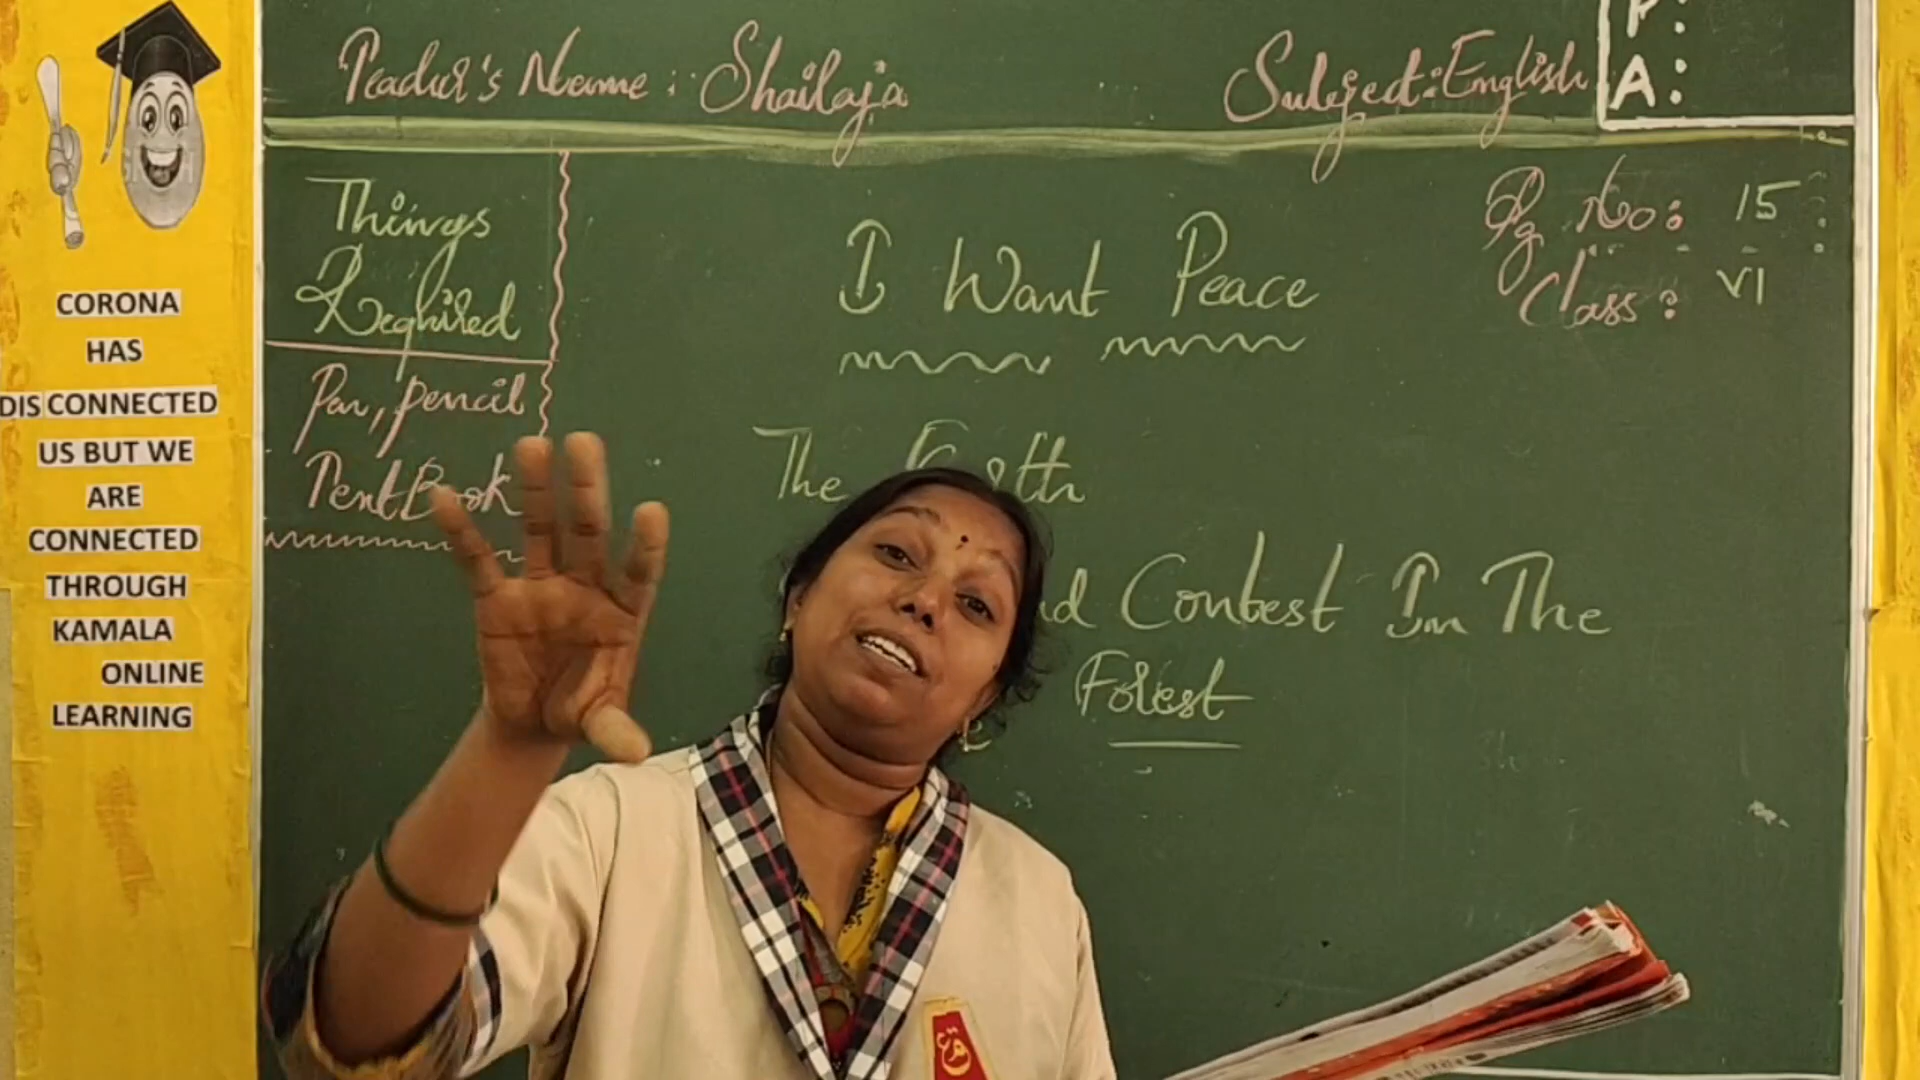 CORONA
HAS
DIS CONNECTED
US BUT WE
ARE
CONNECTED
THROUGH
KAMALA
ONLINE
LEARNING
Name : Shailaja
Subject: English
P:
A:
Things
Required
Pen, pencil
Book
I Want Peace
Pg No: 15
Class: VI
The
Contest In The
Forest